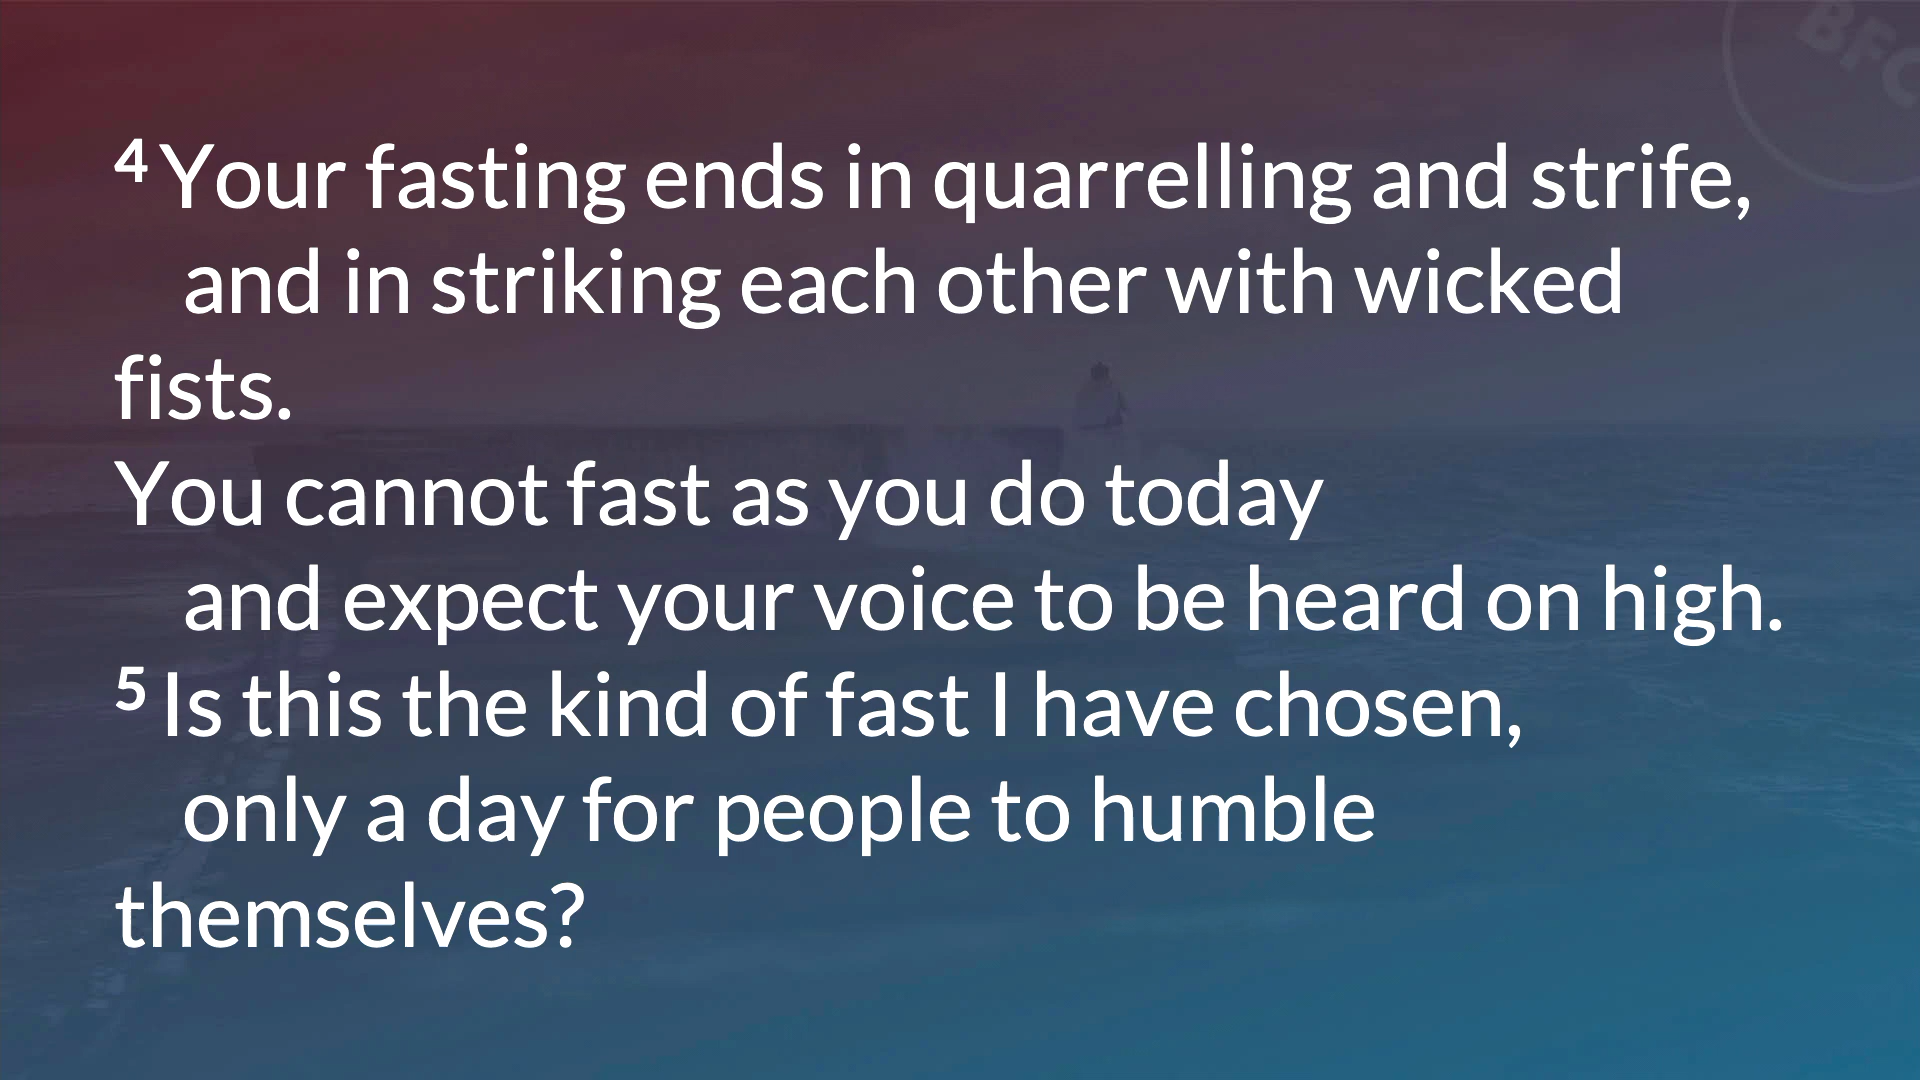 BFC
4 Your fasting ends in quarrelling and strife,
and in striking each other with wicked
fists.
You cannot fast as you do today
and expect your voice to be heard on high.
5 Is this the kind of fast I have chosen,
only a day for people to humble
themselves?